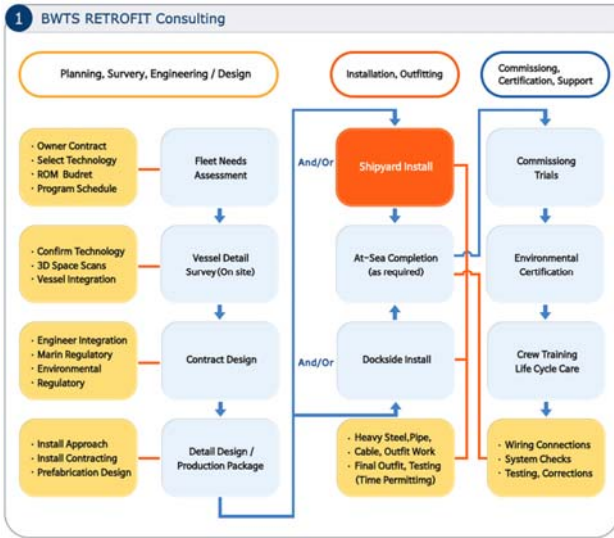 1 BWTS RETROFIT Consulting
Planning, Survery, Engineering / Design
· Owner Contract
· Select Technology
· ROM Budret
· Program Schedule
Fleet Needs
Assessment
· Confirm Technology
· 3D Space Scans
· Vessel Integration
Vessel Detail
Survey(On site)
· Engineer Integration
· Marin Regulatory
· Environmental
· Regulatory
Contract Design
· Install Approach
· Install Contracting
· Prefabrication Design
Detail Design /
Production Package
Installation, Outfitting
And/Or
Shipyard Install
At-Sea Completion
(as required)
And/Or
Dockside Install
· Heavy Steel,Pipe,
· Cable, Outfit Work
· Final Outfit, Testing
(Time Permittimg)
Commissiong,
Certification, Support
Commissiong
Trials
Environmental
Certification
Crew Training
Life Cycle Care
· Wiring Connections
· System Checks
· Testing, Corrections